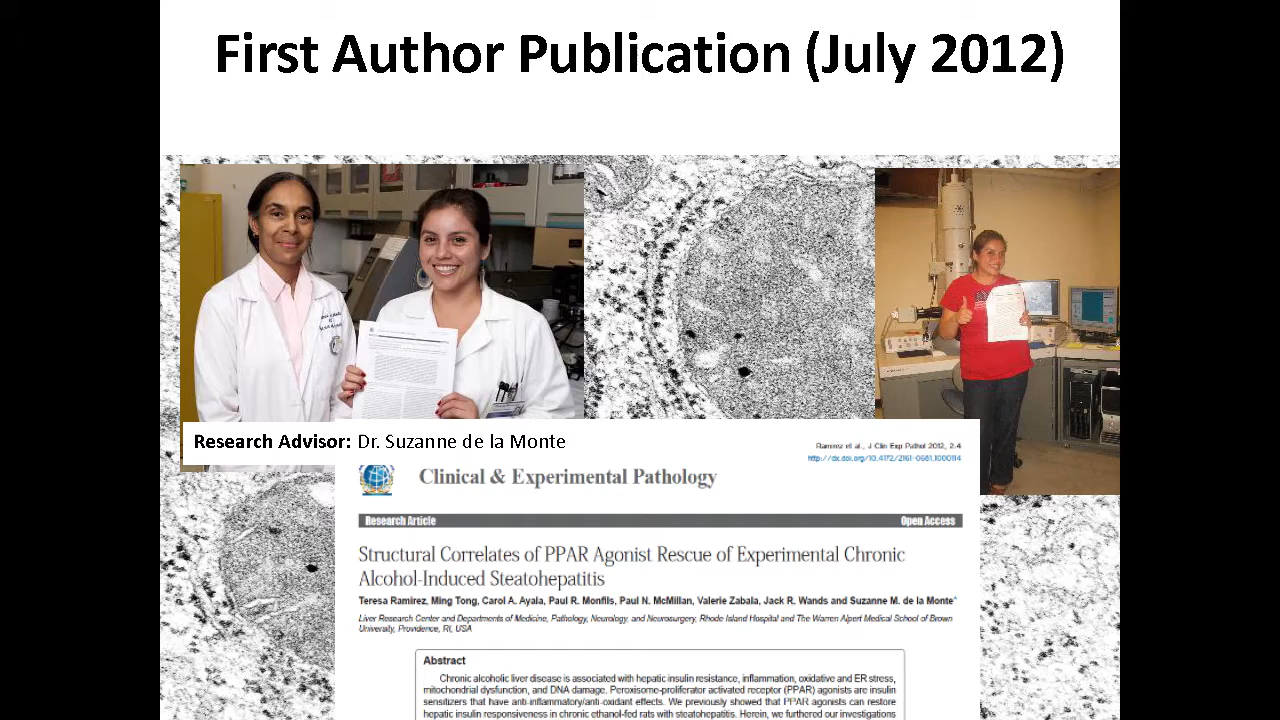 First Author Publication (July 2012)
Research Advisor: Dr. Suzanne de la Monte
Ramirez et al., J Clin Exp Pathol 2012, 2:4
http://dx.doi.org/10.4172/2161-0681.1000114
Clinical & Experimental Pathology
Research Article Open Access
Structural Correlates of PPAR Agonist Rescue of Experimental Chronic
Alcohol-Induced Steatohepatitis
Teresa Ramirez, Ming Tong, Carol A. Ayala, Paul R. Monfils, Paul N. McMillan, Valerie Zabala, Jack R. Wands and Suzanne M. de la Monte*
Liver Research Center and Departments of Medicine, Pathology, Neurology, and Neurosurgery, Rhode Island Hospital and The Warren Alpert Medical School of Brown
University, Providence, RI, USA
Abstract
Chronic alcoholic liver disease is associated with hepatic insulin resistance, inflammation, oxidative and ER stress,
mitochondrial dysfunction, and DNA damage. Peroxisome-proliferator activated receptor (PPAR) agonists are insulin
sensitizers that have anti-inflammatory/anti-oxidant effects. We previously showed that PPAR agonists can restore
hepatic insulin responsiveness in chronic ethanol-fed rats with steatohepatitis. Herein, we furthered our investigations